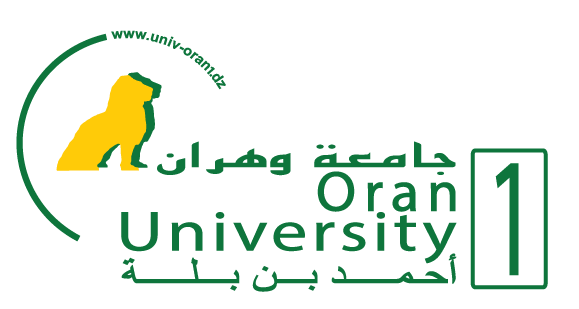 www.univ-oran1.dz
جامعة وهران
Oran
University
أحمد بن بلة
1